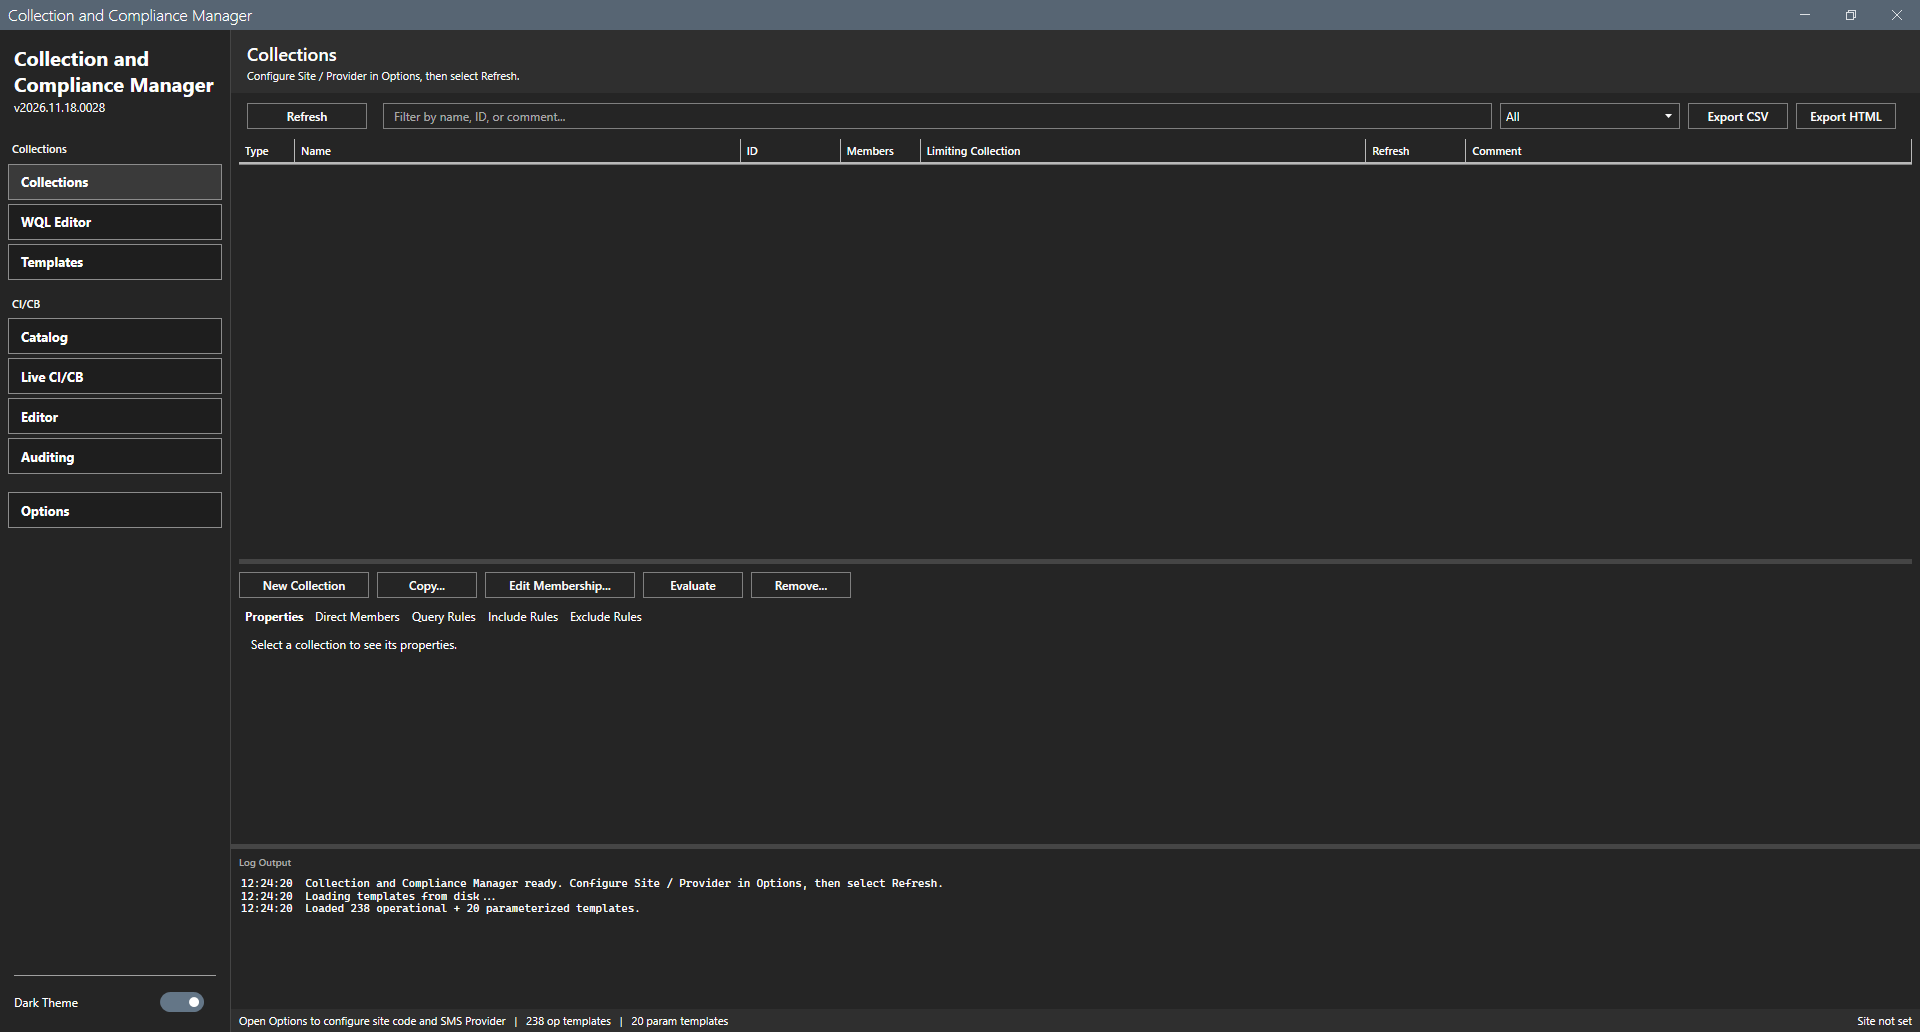 Collection and Compliance Manager
Collection and
Compliance Manager
v2026.11.18.0028
Collections
Collections
WQL Editor
Templates
CI/CB
Catalog
Live CI/CB
Editor
Auditing
Options
Dark Theme
Collections
Configure Site / Provider in Options, then select Refresh.
Refresh
Filter by name, ID, or comment...
All
Export CSV
Export HTML
Type Name ID Members Limiting Collection Refresh Comment
New Collection
Copy...
Edit Membership...
Evaluate
Remove...
Properties Direct Members Query Rules Include Rules Exclude Rules
Select a collection to see its properties.
Log Output
12:24:20 Collection and Compliance Manager ready. Configure Site / Provider in Options, then select Refresh.
12:24:20 Loading templates from disk...
12:24:20 Loaded 238 operational + 20 parameterized templates.
Open Options to configure site code and SMS Provider | 238 op templates | 20 param templates
Site not set